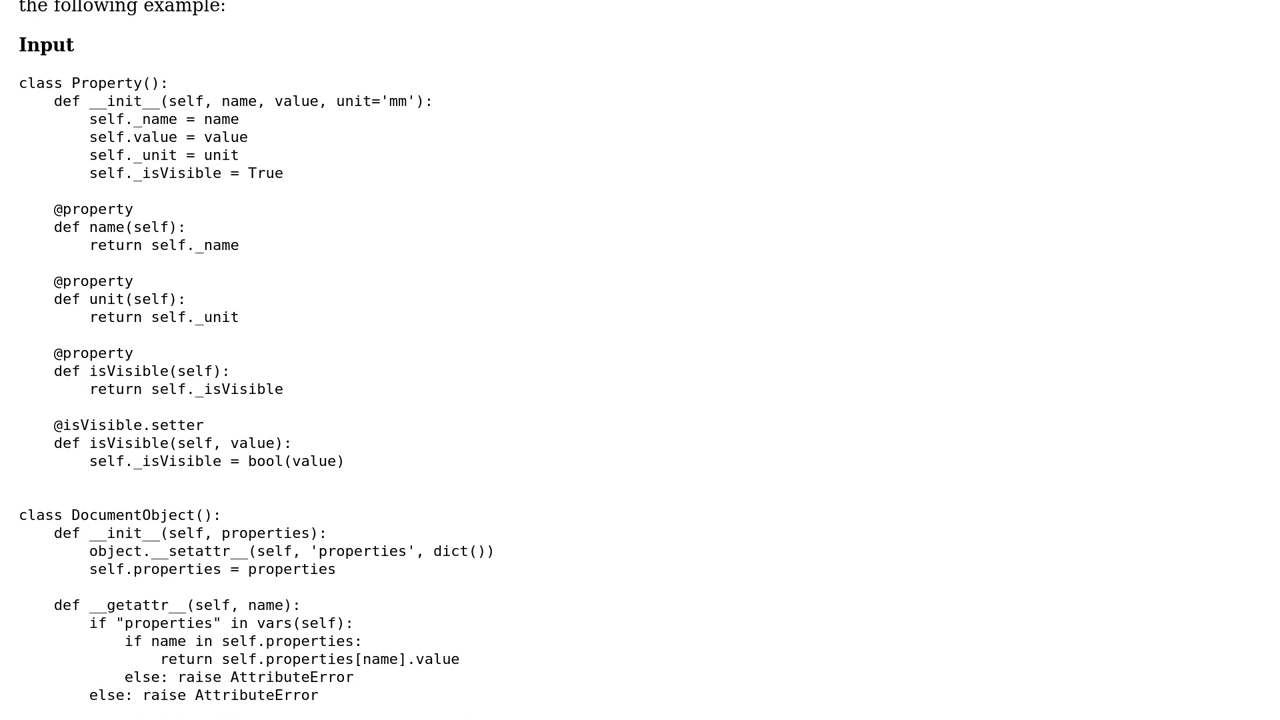 the following example:
Input
class Property():
    def __init__(self, name, value, unit='mm'):
        self._name = name
        self.value = value
        self._unit = unit
        self._isVisible = True
    @property
    def name(self):
        return self._name
    @property
    def unit(self):
        return self._unit
    @property
    def isVisible(self):
        return self._isVisible
    @isVisible.setter
    def isVisible(self, value):
        self._isVisible = bool(value)
class DocumentObject():
    def __init__(self, properties):
        object.__setattr__(self, 'properties', dict())
        self.properties = properties
    def __getattr__(self, name):
        if "properties" in vars(self):
            if name in self.properties:
                return self.properties[name].value
            else: raise AttributeError
        else: raise AttributeError